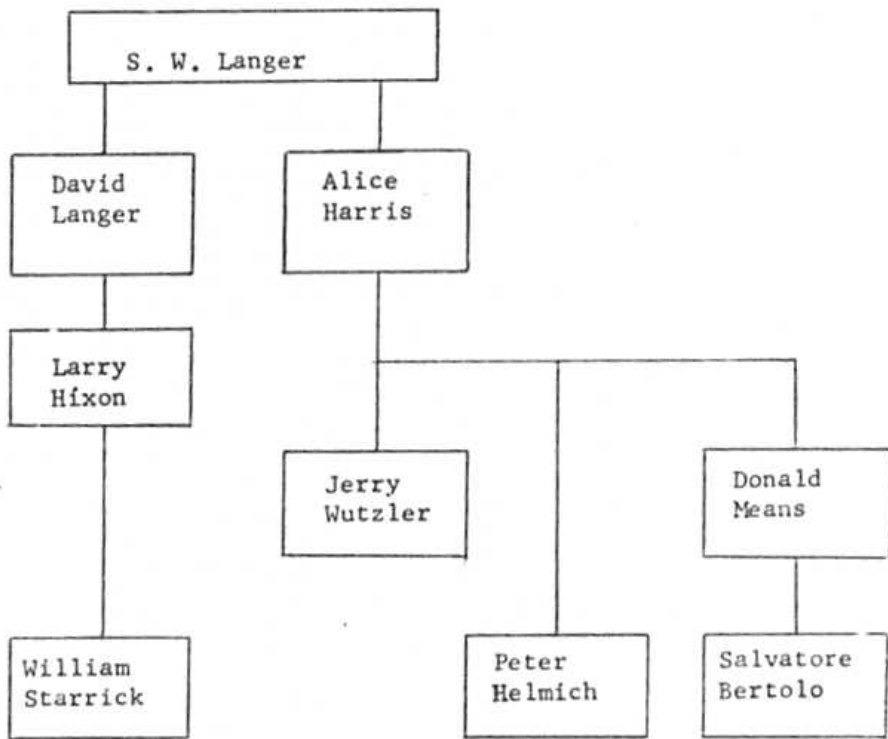 S. W. Langer
David
Langer
Alice
Harris
Larry
Hixon
Jerry
Wutzler
Donald
Means
William
Starrick
Peter
Helmich
Salvatore
Bertolo